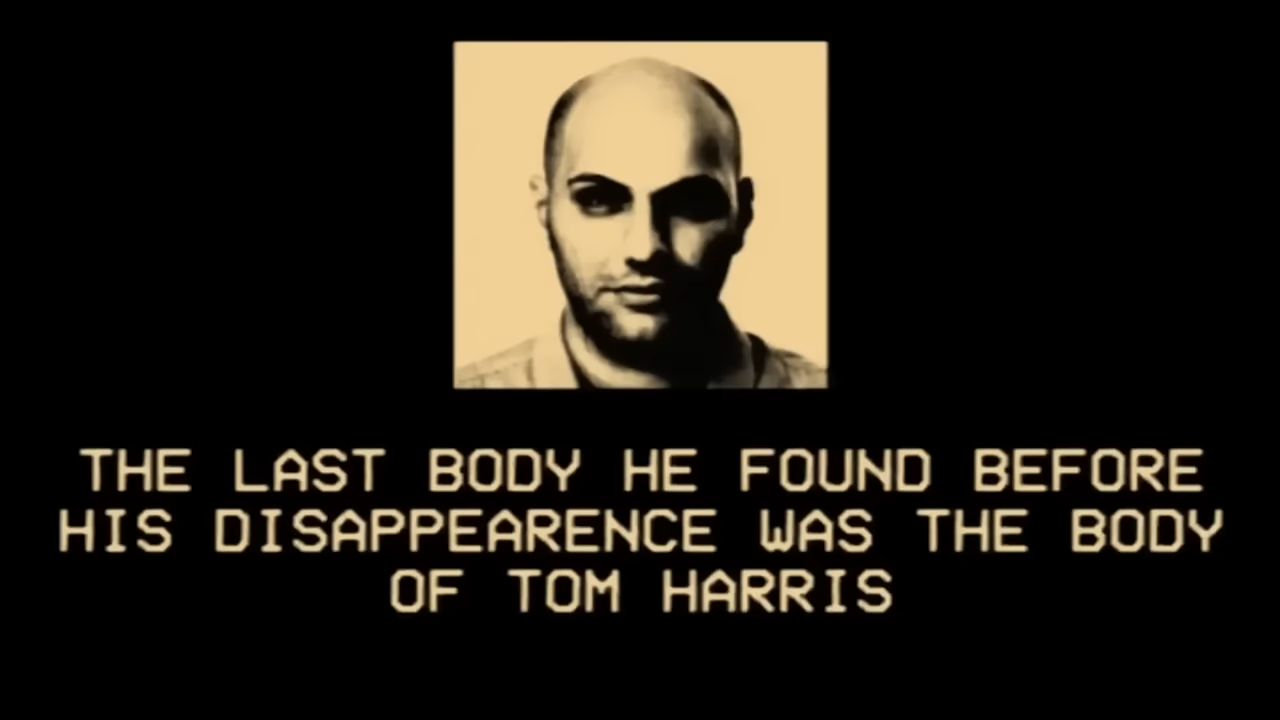 THE LAST BODY HE FOUND BEFORE
HIS DISAPPEARENCE WAS THE BODY
OF TOM HARRIS